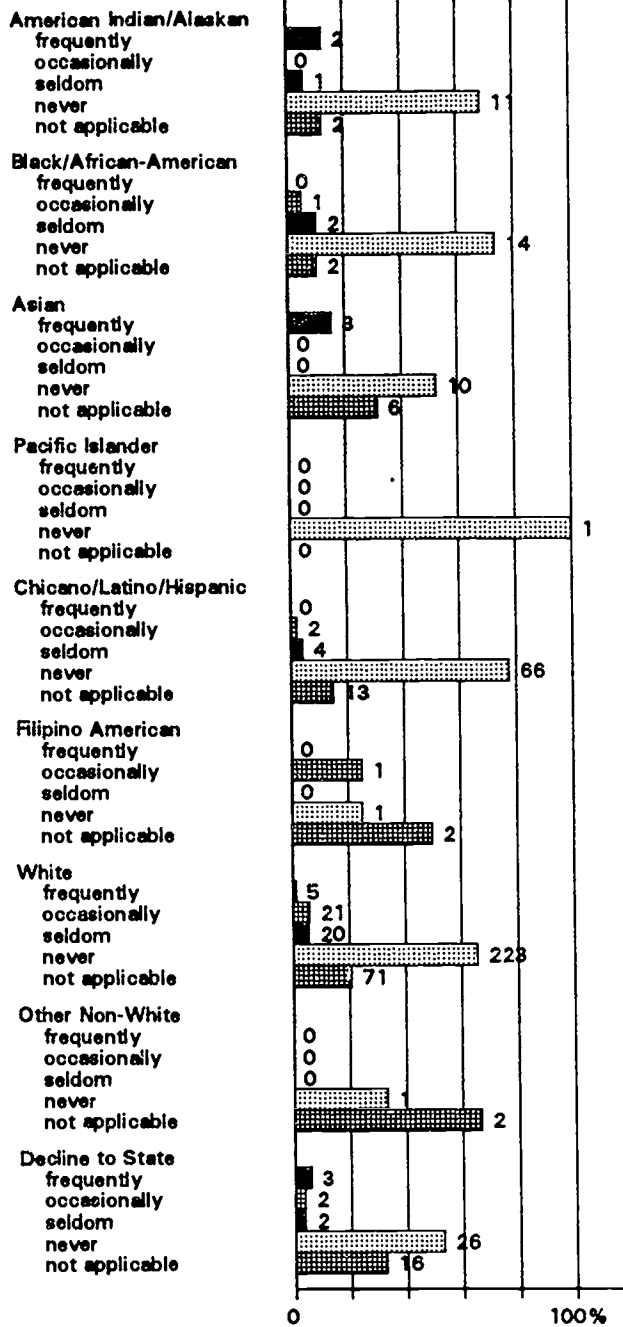 American Indian/Alaskan
frequently 2
occasionally 0
seldom 1
never 11
not applicable 2
Black/African-American
frequently 0
occasionally 1
seldom 2
never 14
not applicable 2
Asian
frequently 3
occasionally 0
seldom 0
never 10
not applicable 6
Pacific Islander
frequently 0
occasionally 0
seldom 0
never 1
not applicable 0
Chicano/Latino/Hispanic
frequently 0
occasionally 2
seldom 4
never 66
not applicable 13
Filipino American
frequently 0
occasionally 1
seldom 0
never 1
not applicable 2
White
frequently 5
occasionally 21
seldom 20
never 223
not applicable 71
Other Non-White
frequently 0
occasionally 0
seldom 0
never 1
not applicable 2
Decline to State
frequently 3
occasionally 2
seldom 2
never 26
not applicable 16
0 100%